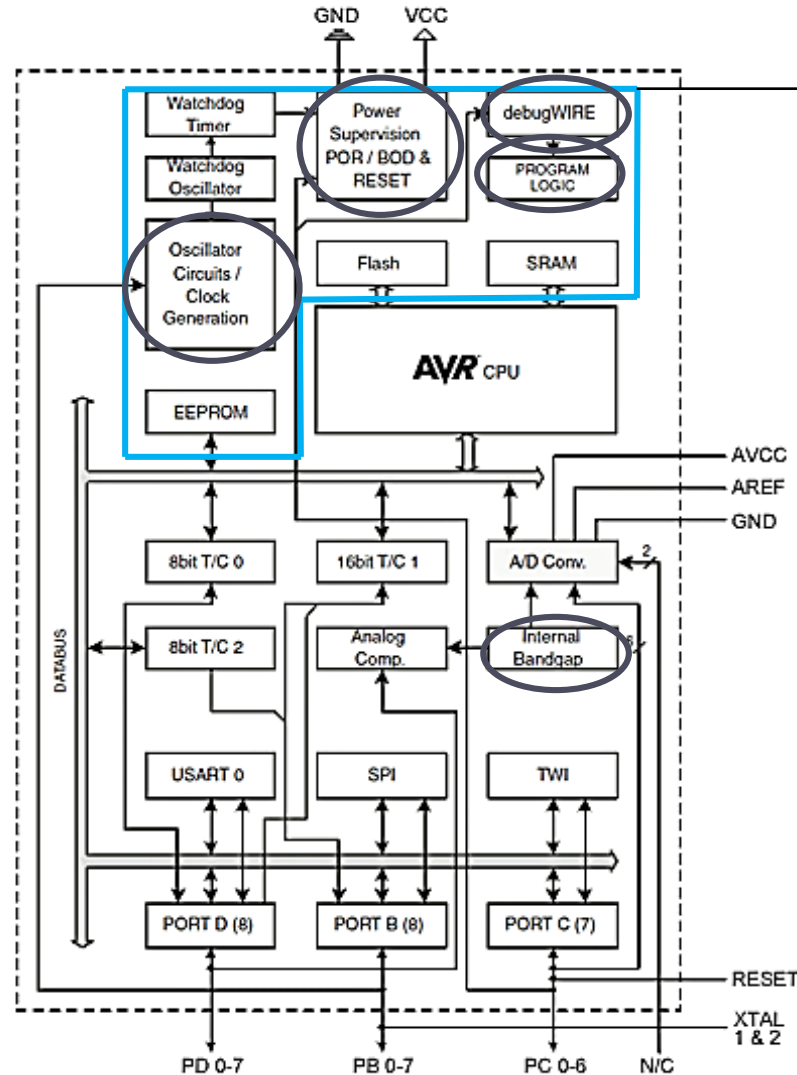 GND
VCC
Watchdog
Timer
Power
Supervision
POR / BOD &
RESET
debugWIRE
Watchdog
Oscillator
PROGRAM
LOGIC
Oscillator
Circuits /
Clock
Generation
Flash
SRAM
AVR CPU
EEPROM
AVCC
AREF
GND
8bit T/C 0
16bit T/C 1
A/D Conv.
2
DATABUS
8bit T/C 2
Analog
Comp.
Internal
Bandgap
6
USART 0
SPI
TWI
PORT D (8)
PORT B (8)
PORT C (7)
RESET
XTAL
1 & 2
PD 0-7
PB 0-7
PC 0-6
N/C